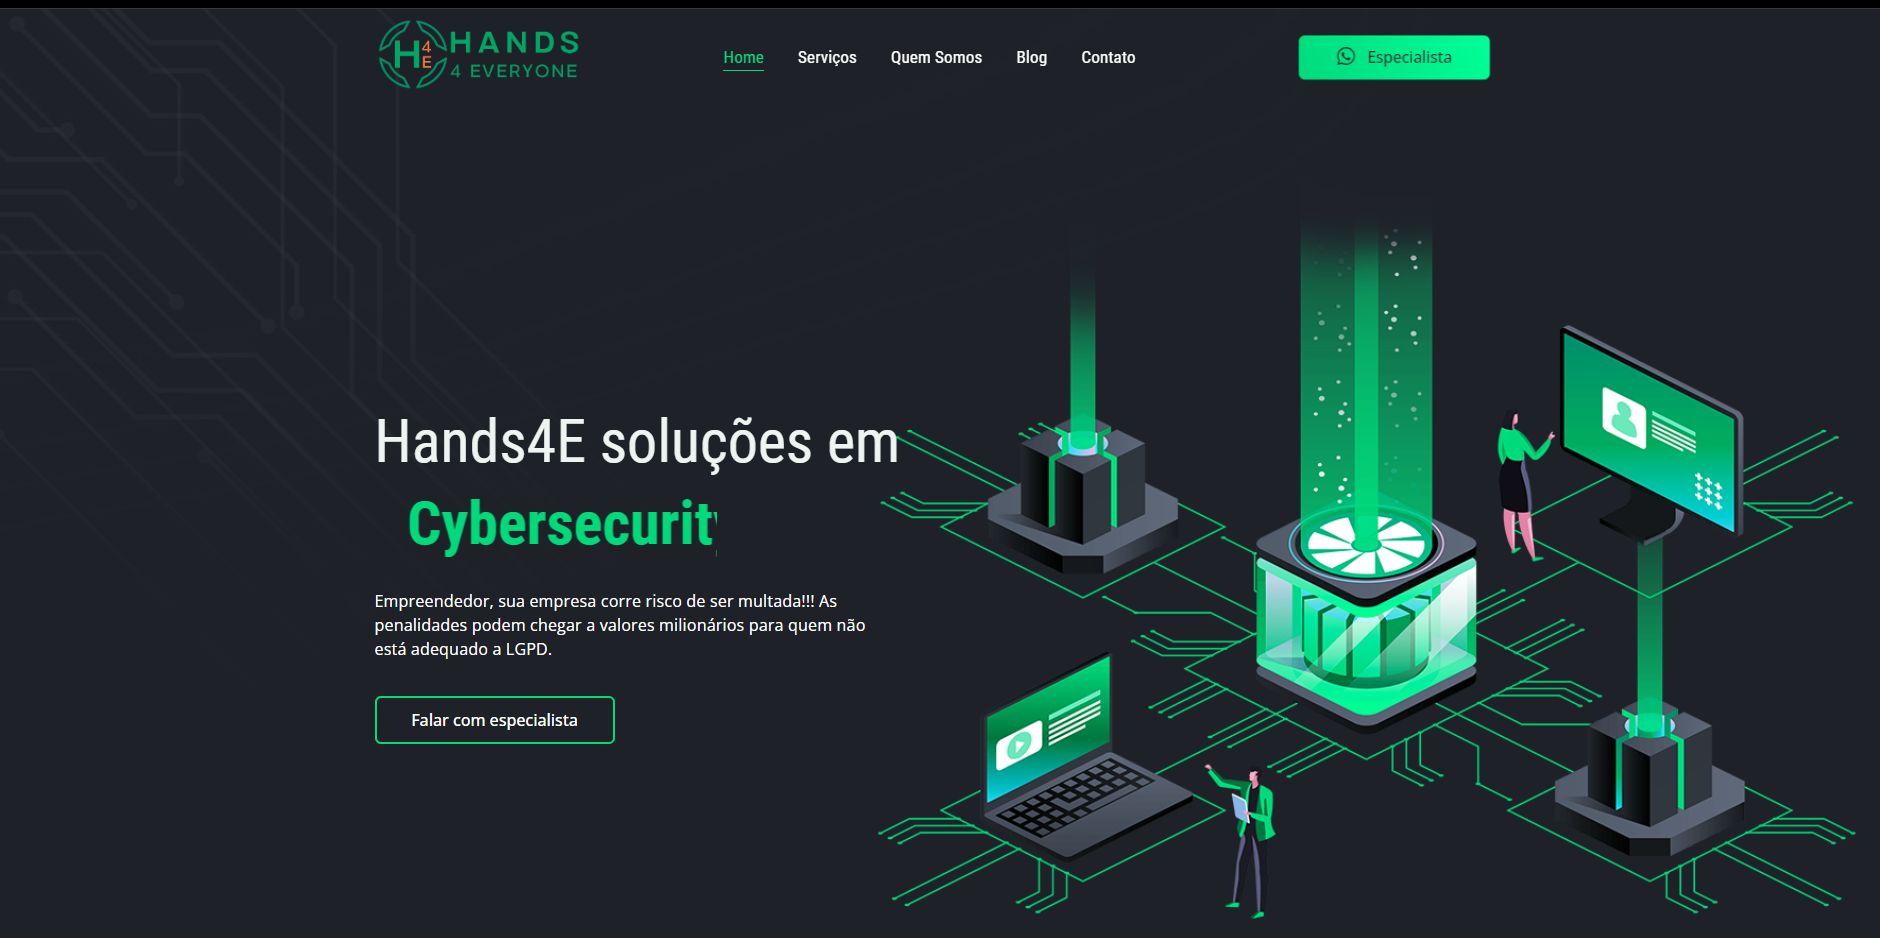 H4E HANDS
4 EVERYONE
Home Serviços Quem Somos Blog Contato
Especialista
Hands4E soluções em
Cybersecurity
Empreendedor, sua empresa corre risco de ser multada!!! As
penalidades podem chegar a valores milionários para quem não
está adequado a LGPD.
Falar com especialista